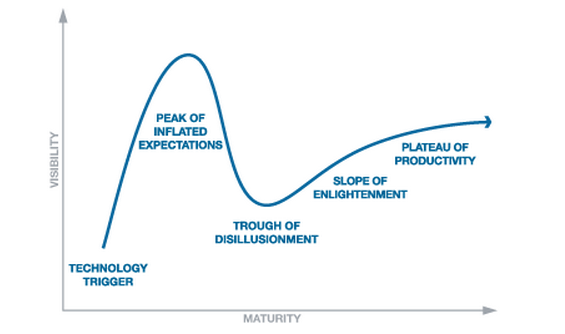 VISIBILITY
PEAK OF
INFLATED
EXPECTATIONS
PLATEAU OF
PRODUCTIVITY
SLOPE OF
ENLIGHTENMENT
TROUGH OF
DISILLUSIONMENT
TECHNOLOGY
TRIGGER
MATURITY